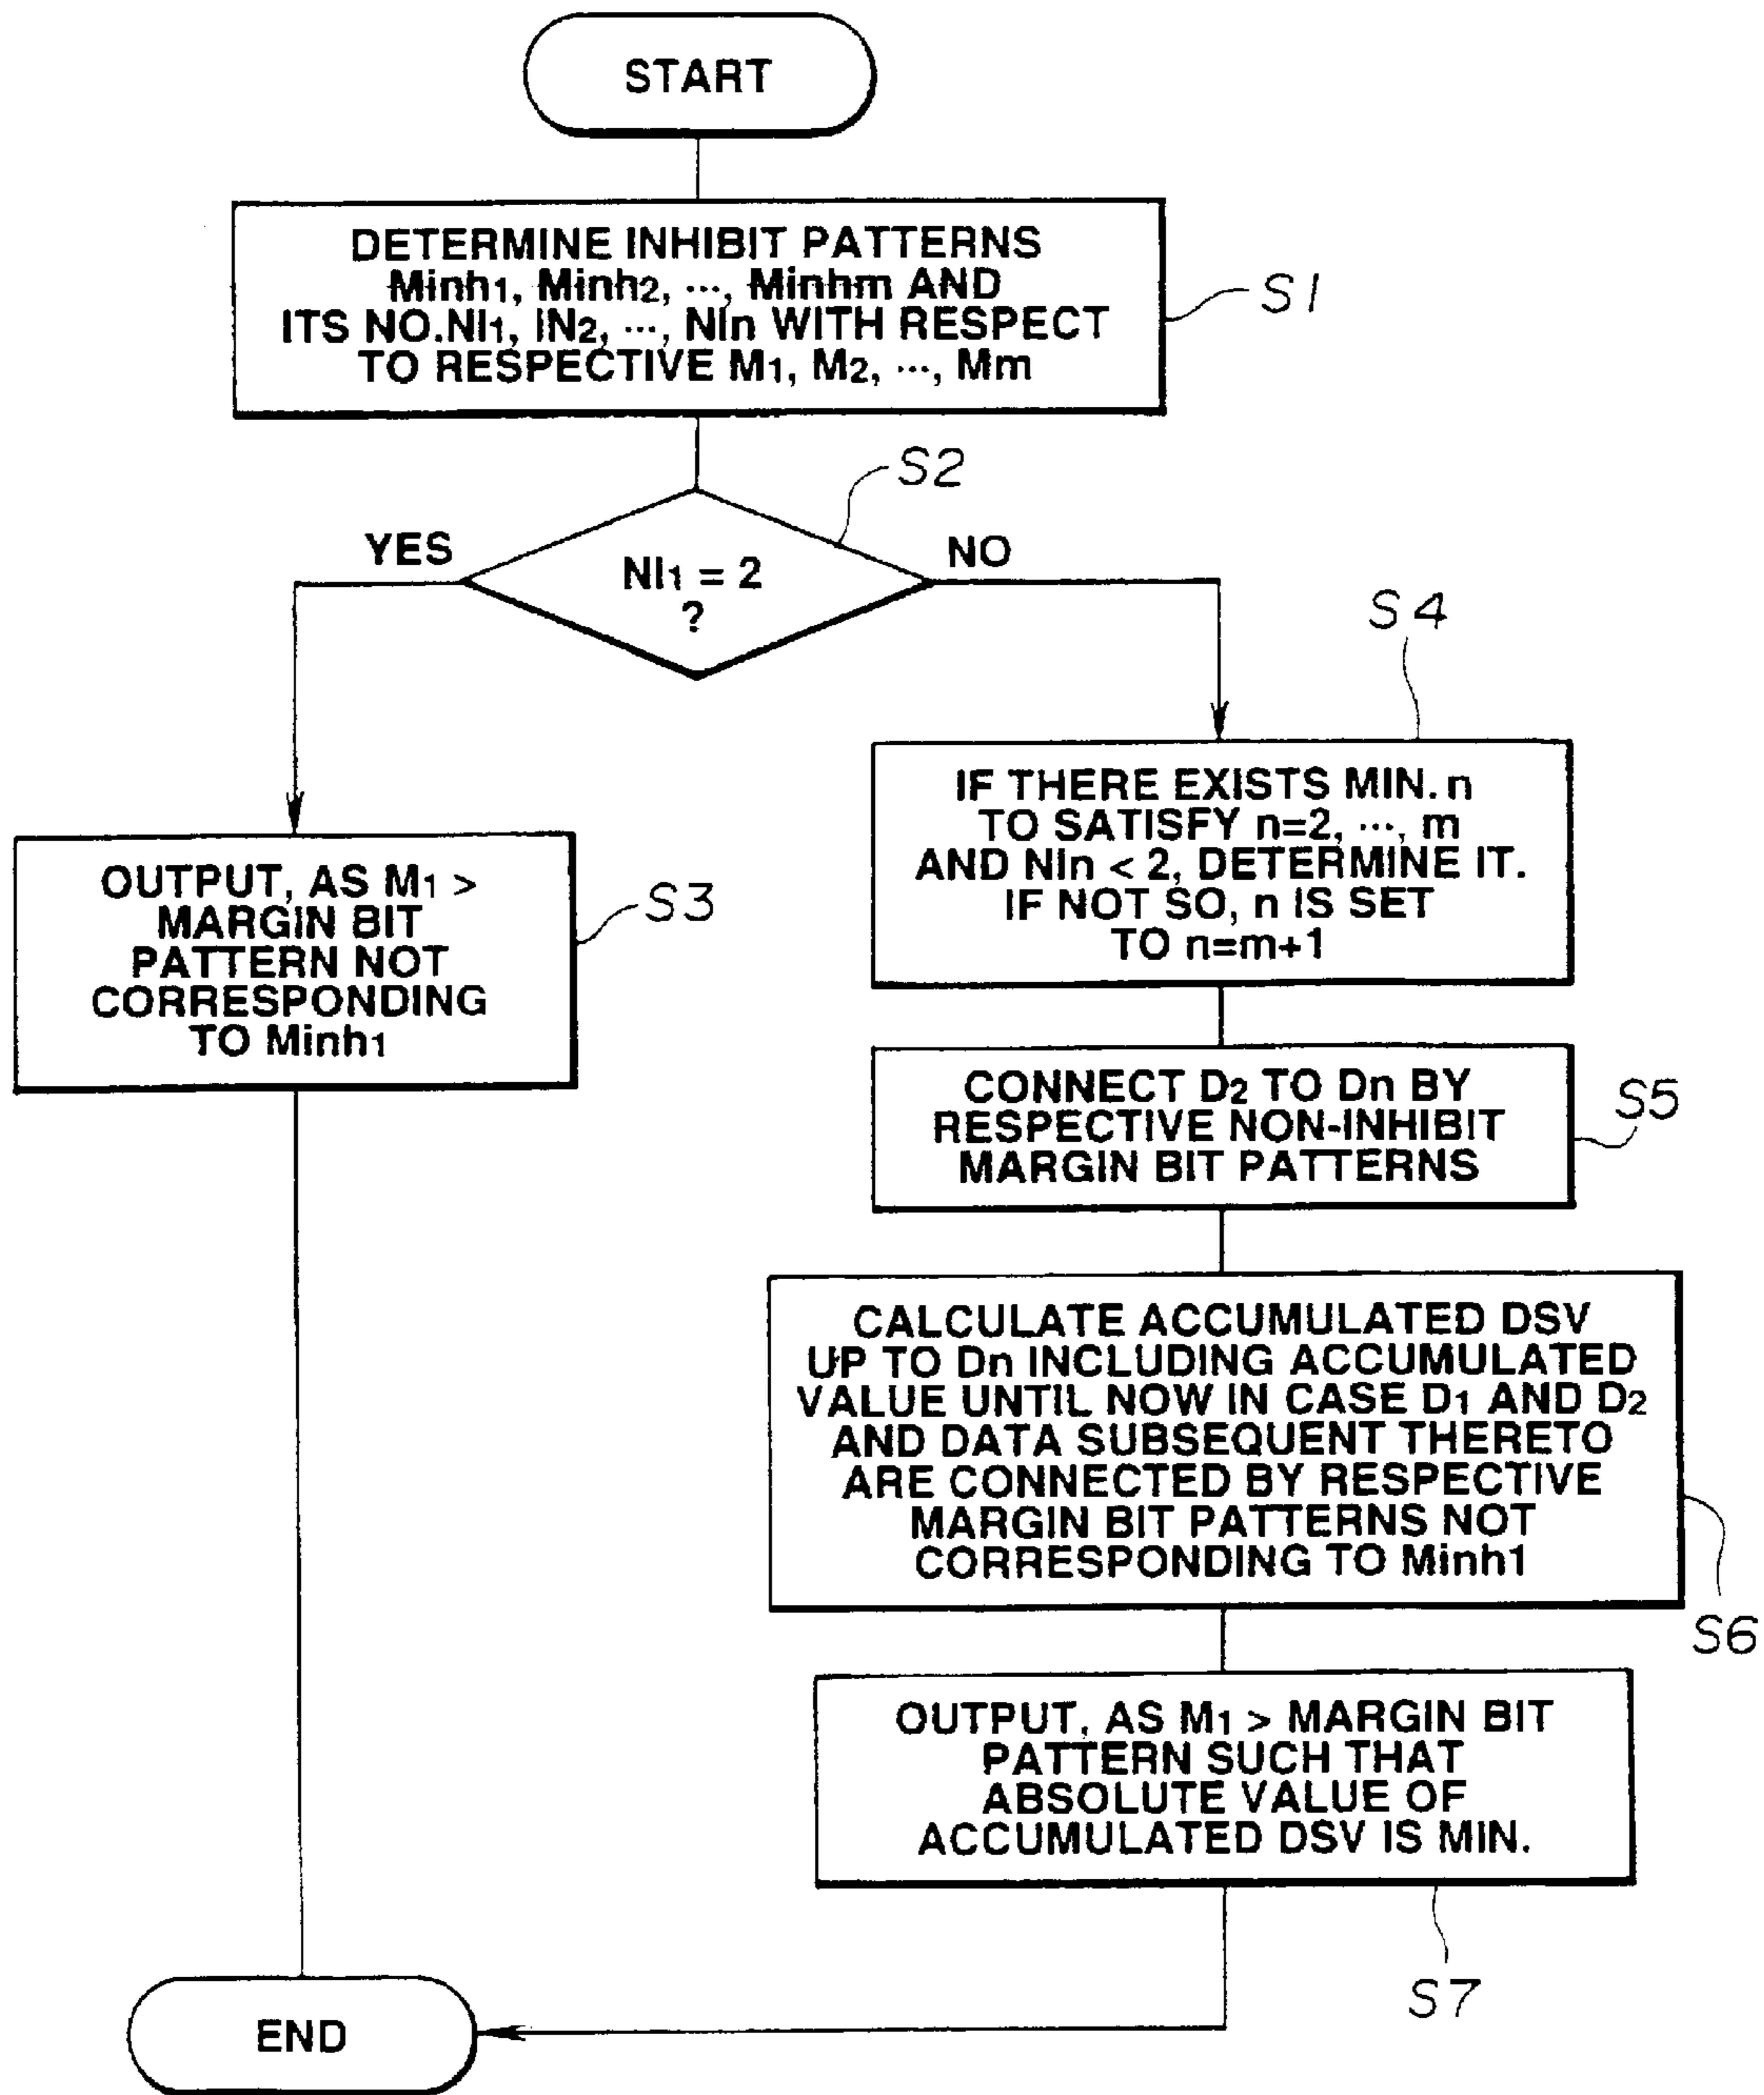 START
DETERMINE INHIBIT PATTERNS
Minh1, Minh2, ···, Minhm AND
ITS NO.NI1, IN2, ···, NIn WITH RESPECT
TO RESPECTIVE M1, M2, ···, Mm
S1
S2
YES
NO
NI1 = 2
?
S4
OUTPUT, AS M1 >
MARGIN BIT
PATTERN NOT
CORRESPONDING
TO Minh1
S3
IF THERE EXISTS MIN. n
TO SATISFY n=2, ···, m
AND NIn < 2, DETERMINE IT.
IF NOT SO, n IS SET
TO n=m+1
CONNECT D2 TO Dn BY
RESPECTIVE NON-INHIBIT
MARGIN BIT PATTERNS
S5
CALCULATE ACCUMULATED DSV
UP TO Dn INCLUDING ACCUMULATED
VALUE UNTIL NOW IN CASE D1 AND D2
AND DATA SUBSEQUENT THERETO
ARE CONNECTED BY RESPECTIVE
MARGIN BIT PATTERNS NOT
CORRESPONDING TO Minh1
S6
OUTPUT, AS M1 > MARGIN BIT
PATTERN SUCH THAT
ABSOLUTE VALUE OF
ACCUMULATED DSV IS MIN.
S7
END